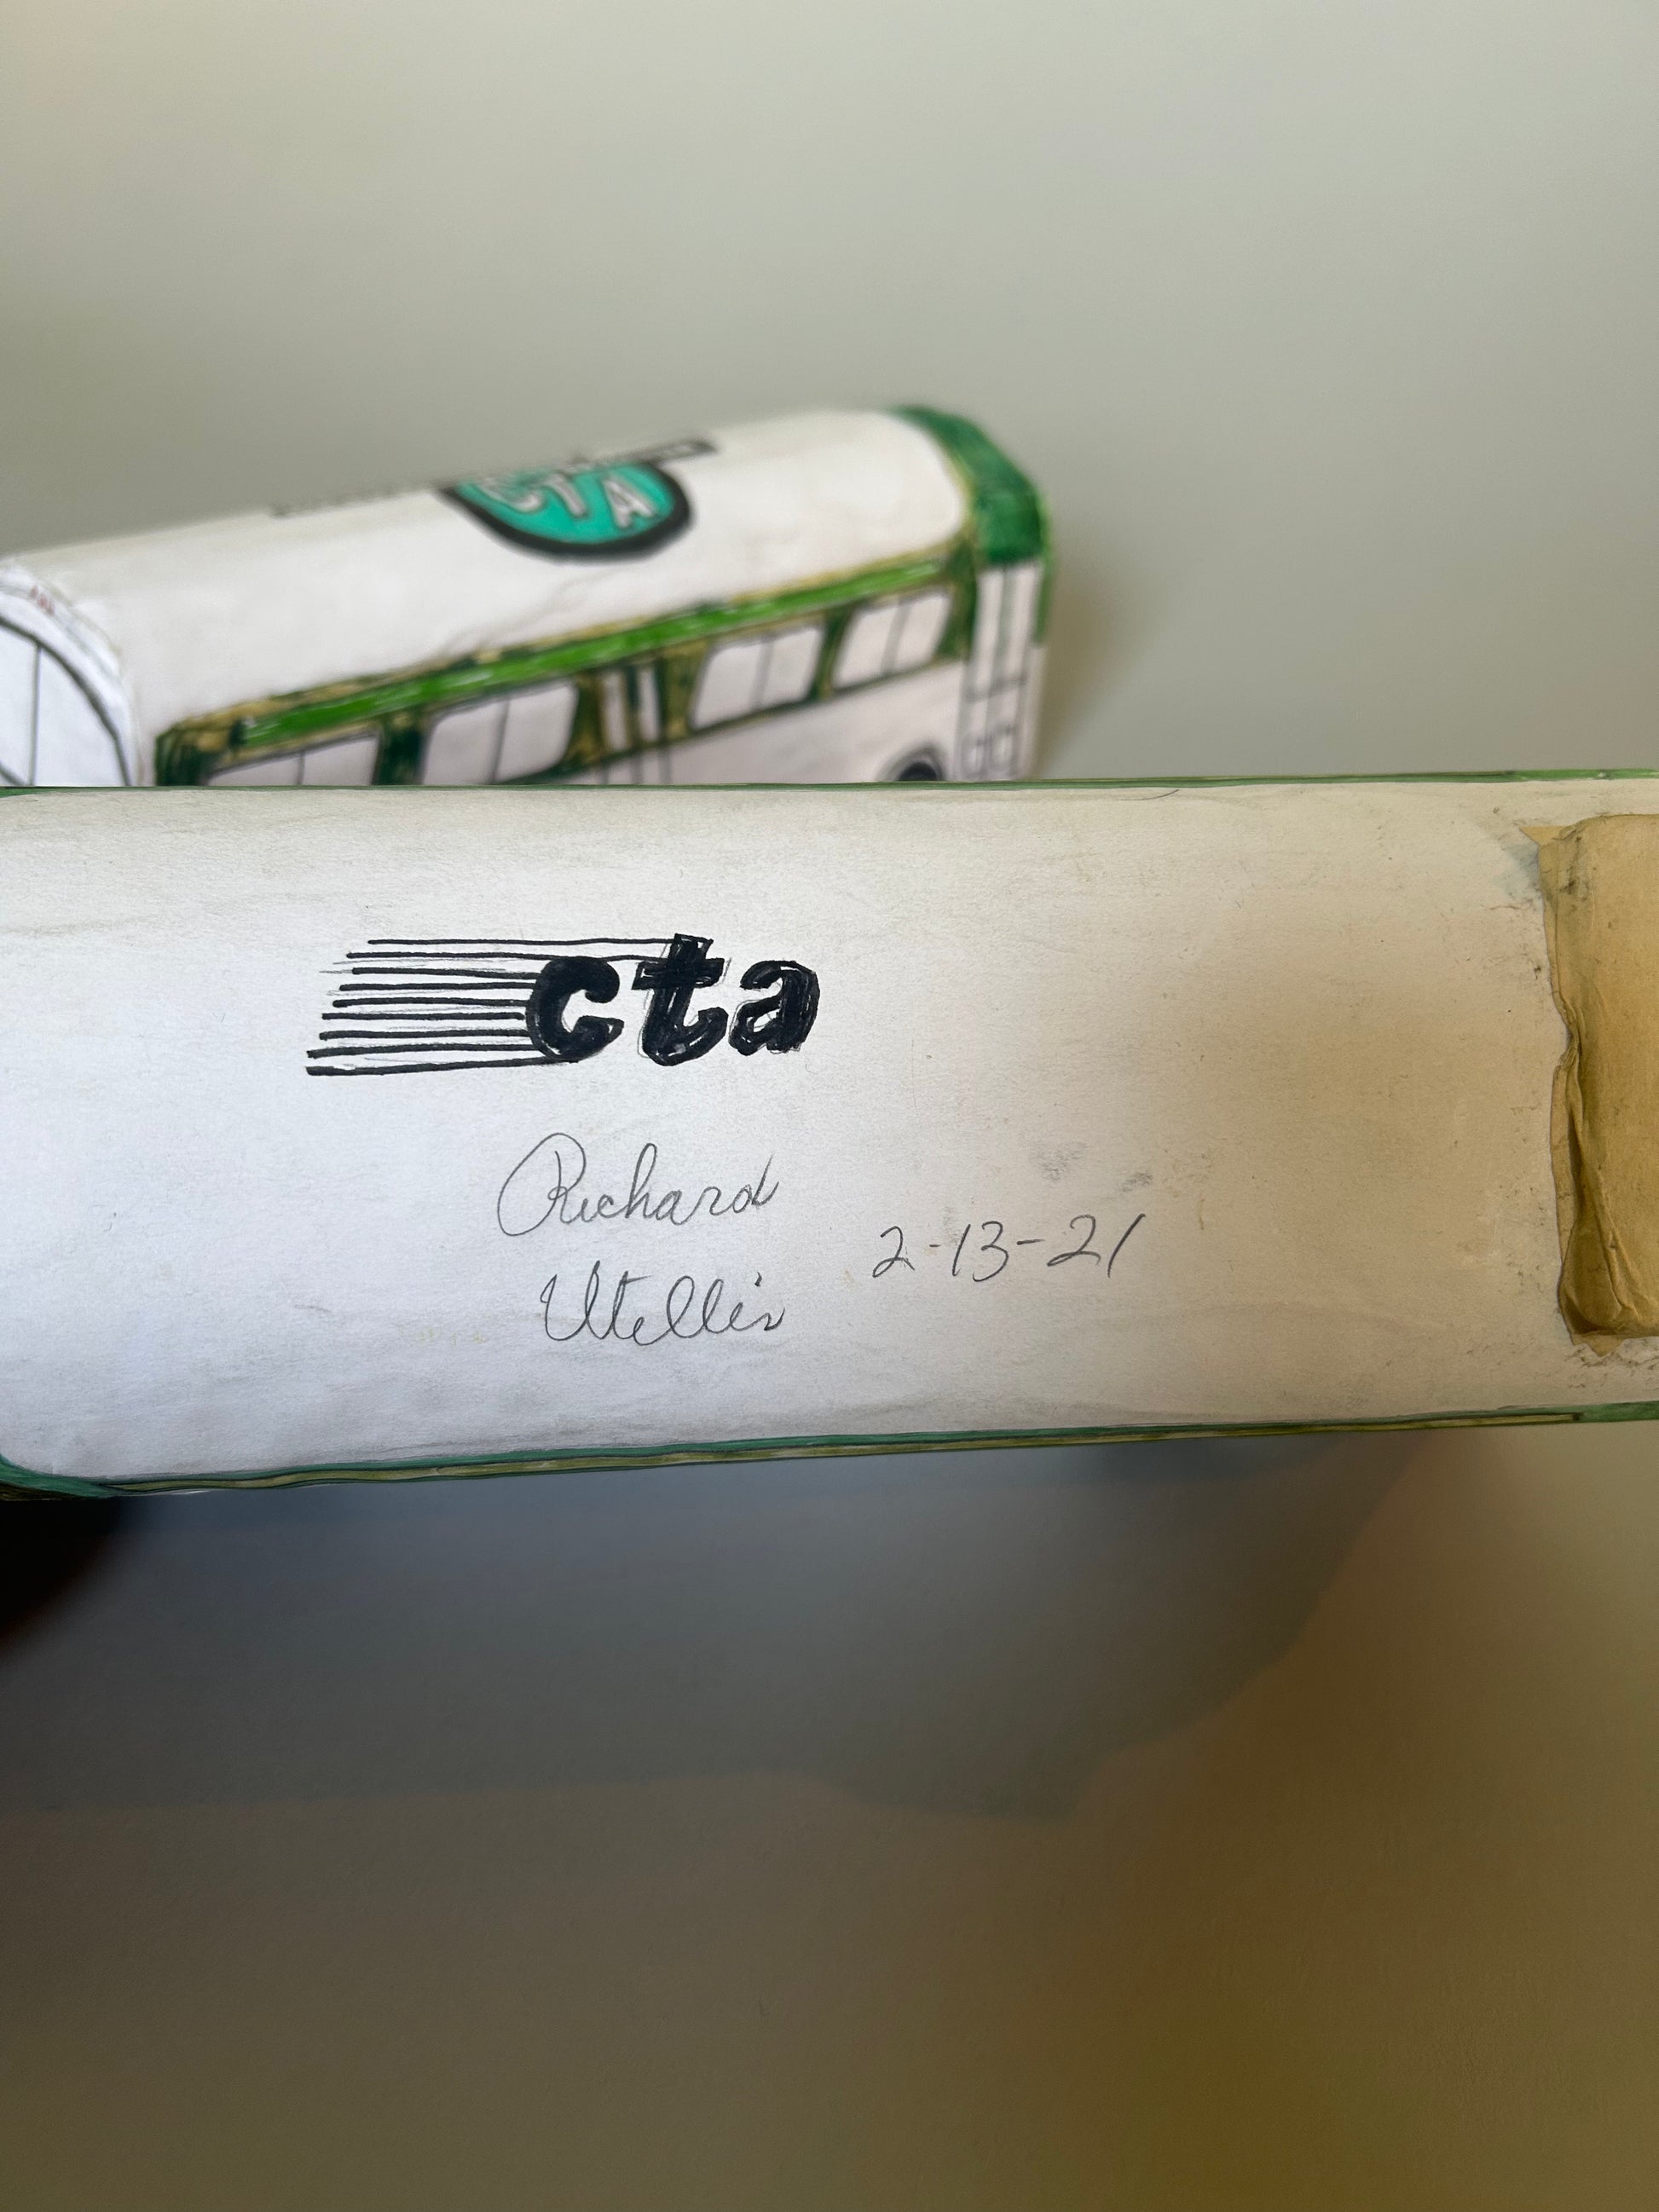 CTA
cta
Richard
Utellis
2-13-21